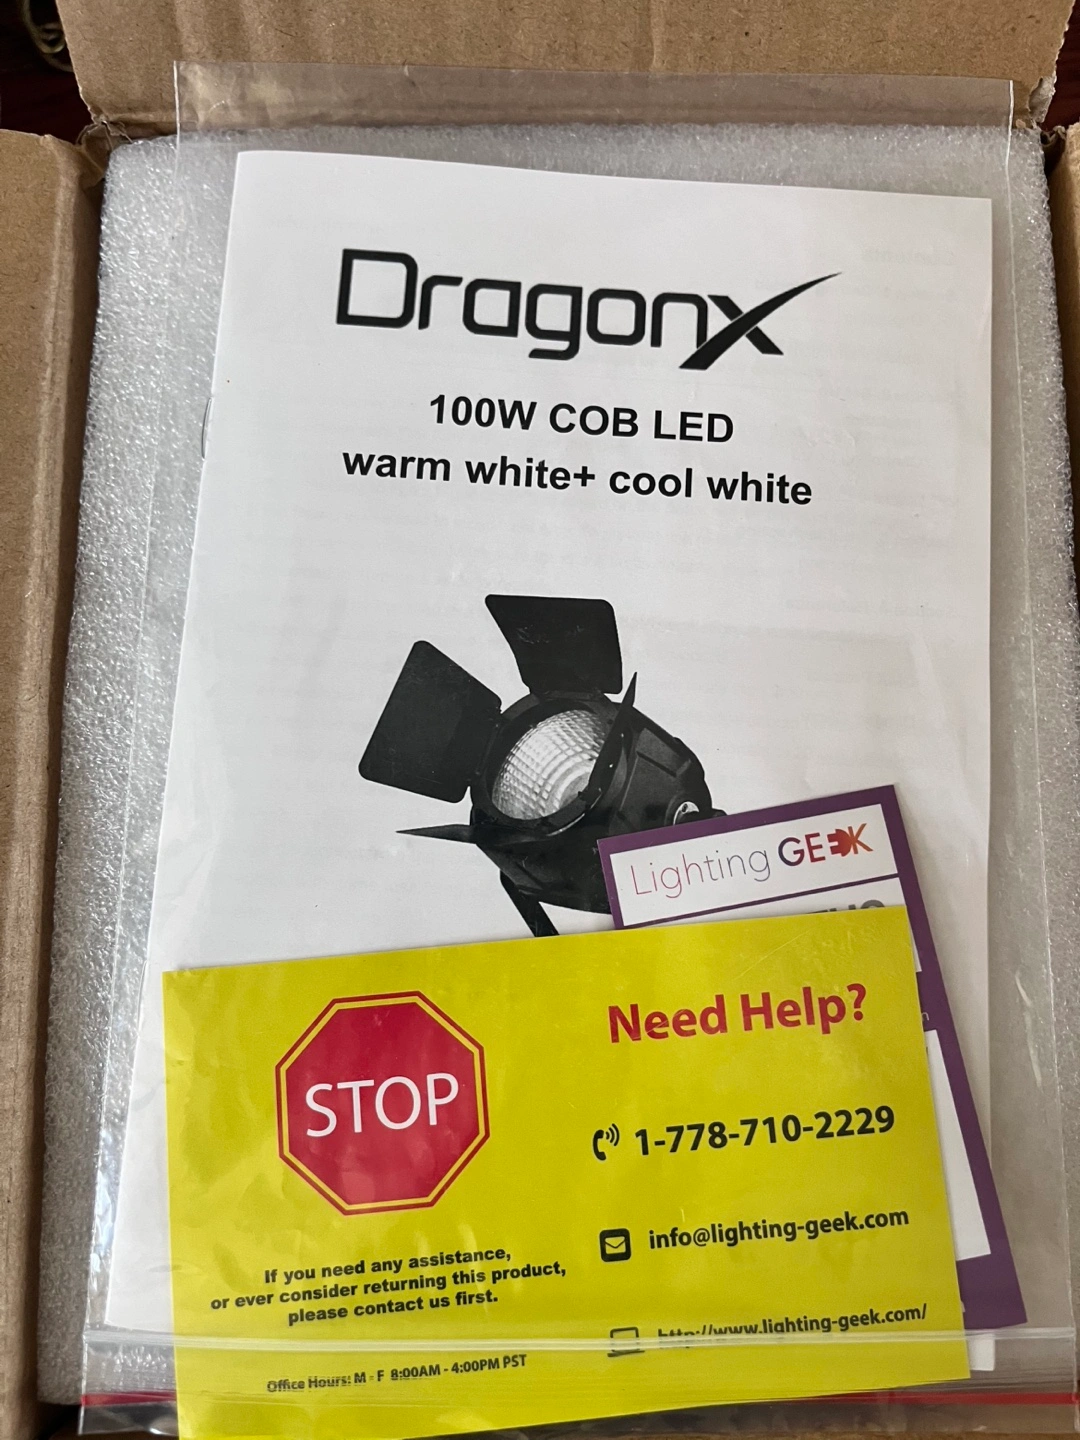 DragonX
100W COB LED
warm white+ cool white
Lighting GEEK
STOP
Need Help?
1-778-710-2229
info@lighting-geek.com
http://www.lighting-geek.com/
If you need any assistance,
or ever consider returning this product,
please contact us first.
Office Hours: M - F 8:00AM - 4:00PM PST